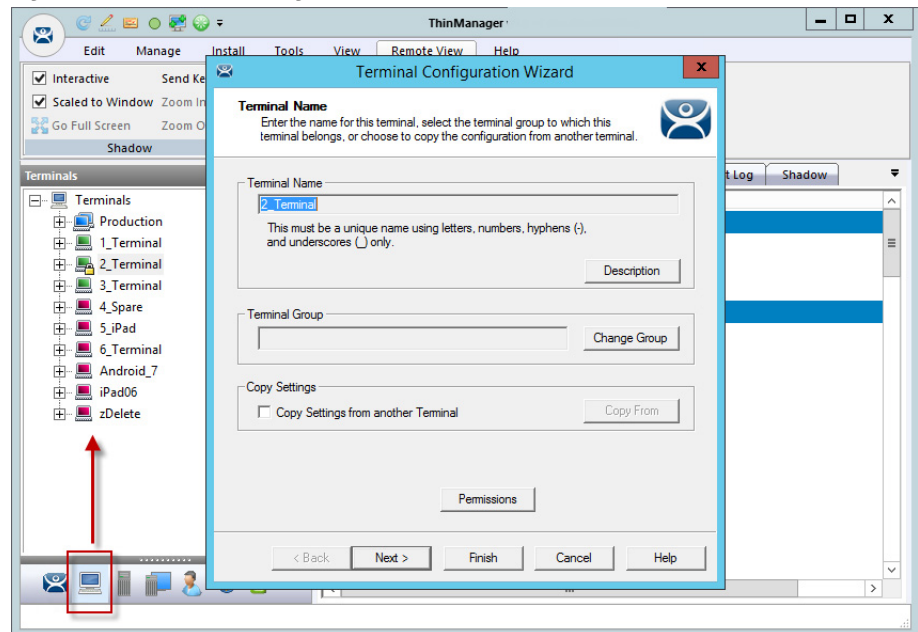 ThinManager
Edit Manage Install Tools View Remote View Help
Interactive Send Ke
Scaled to Window Zoom In
Go Full Screen Zoom O
Shadow
Terminals
Terminals
Production
1_Terminal
2_Terminal
3_Terminal
4_Spare
5_iPad
6_Terminal
Android_7
iPad06
zDelete
t Log Shadow
Terminal Configuration Wizard
x
x
Terminal Name
Enter the name for this terminal, select the terminal group to which this
terminal belongs, or choose to copy the configuration from another terminal.
Terminal Name
2_Terminal
This must be a unique name using letters, numbers, hyphens (-),
and underscores (_) only.
Description
Terminal Group
Change Group
Copy Settings
Copy Settings from another Terminal
Copy From
Permissions
< Back Next > Finish Cancel Help